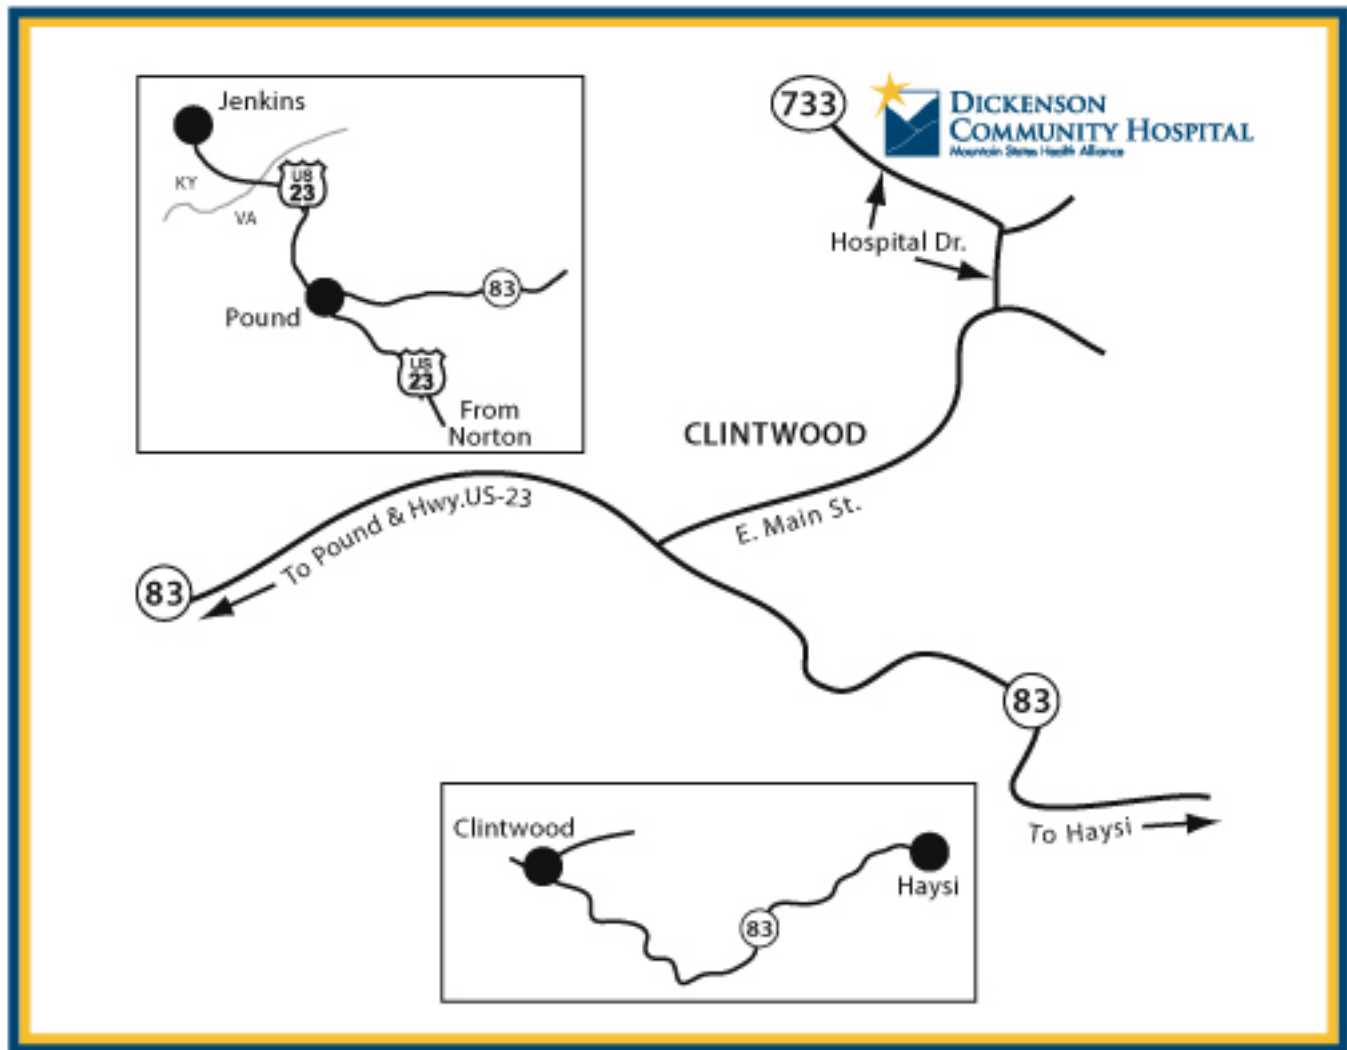 Jenkins
KY
US
23
VA
Pound
83
US
23
From
Norton
733
DICKENSON
COMMUNITY HOSPITAL
Mountain States Health Alliance
Hospital Dr.
CLINTWOOD
E. Main St.
To Pound & Hwy.US-23
83
83
To Haysi
Clintwood
83
Haysi